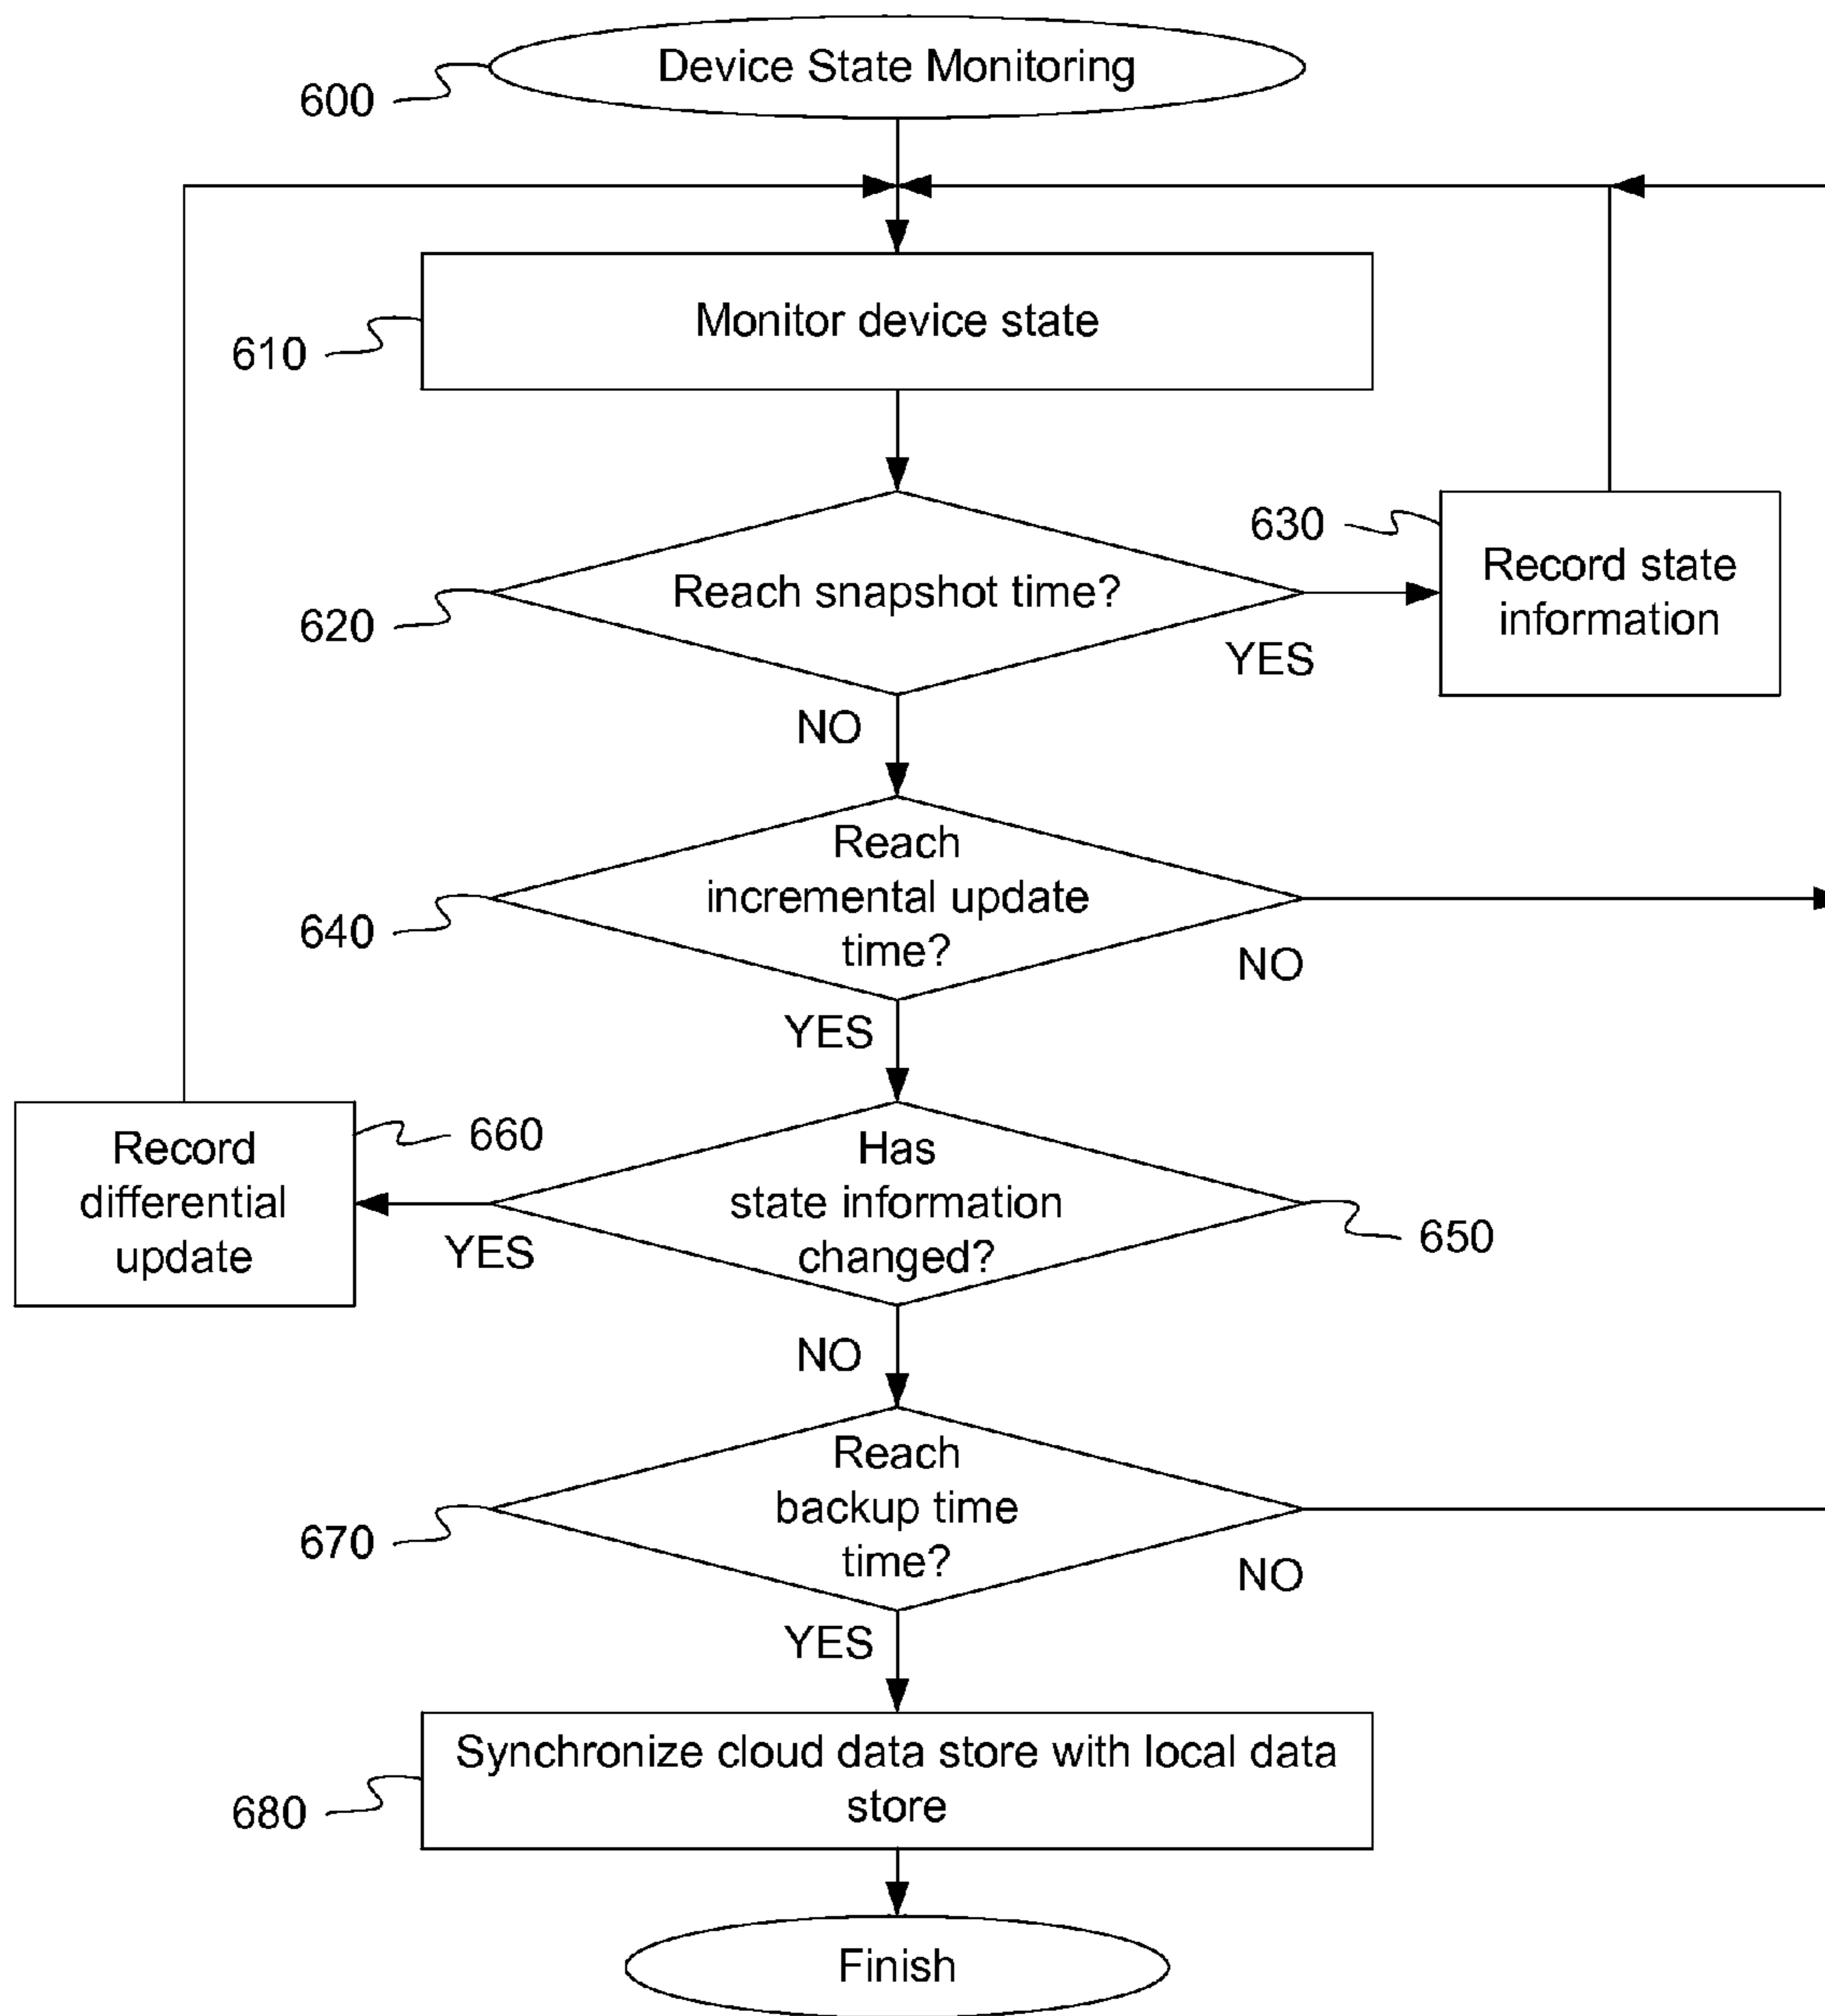 Device State Monitoring
600
Monitor device state
610
630
Record state
information
Reach snapshot time?
620
YES
NO
Reach
incremental update
time?
640
NO
YES
Record
differential
update
660
Has
state information
changed?
650
YES
NO
Reach
backup time
time?
670
NO
YES
Synchronize cloud data store with local data
store
680
Finish